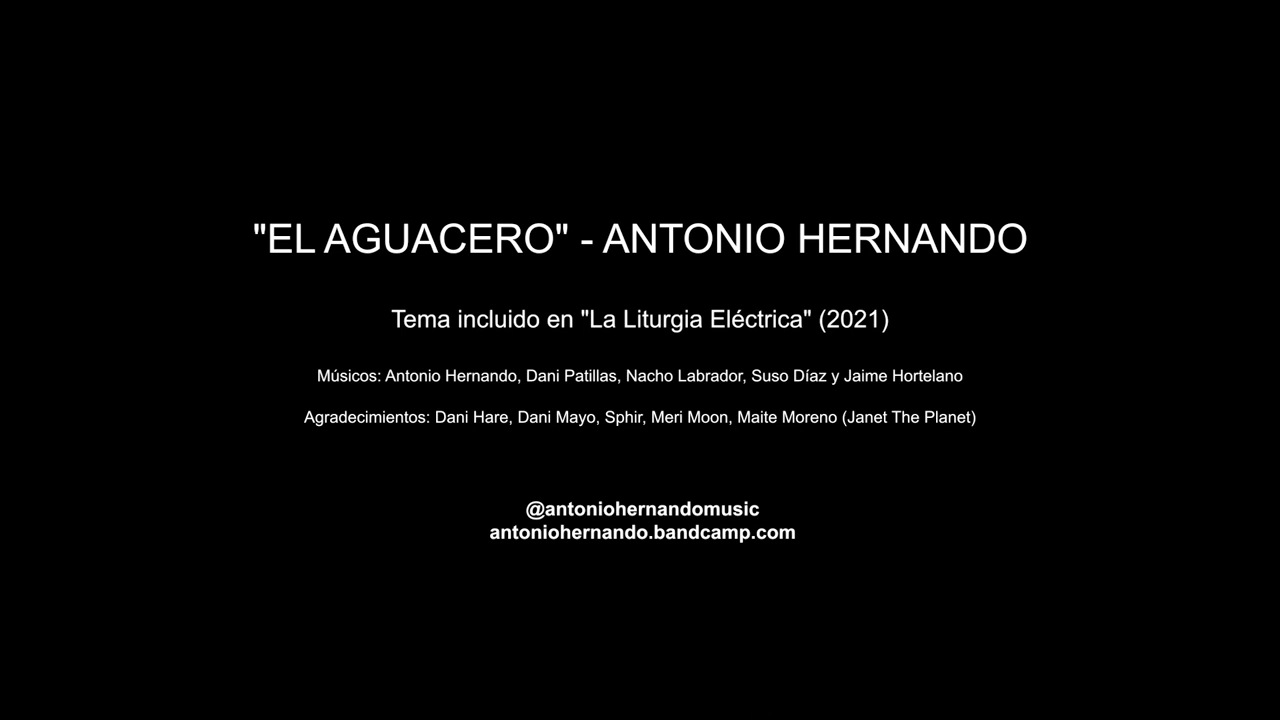 "EL AGUACERO" - ANTONIO HERNANDO
Tema incluido en "La Liturgia Eléctrica" (2021)
Músicos: Antonio Hernando, Dani Patillas, Nacho Labrador, Suso Díaz y Jaime Hortelano
Agradecimientos: Dani Hare, Dani Mayo, Sphir, Meri Moon, Maite Moreno (Janet The Planet)
@antoniohernandomusic
antoniohernando.bandcamp.com